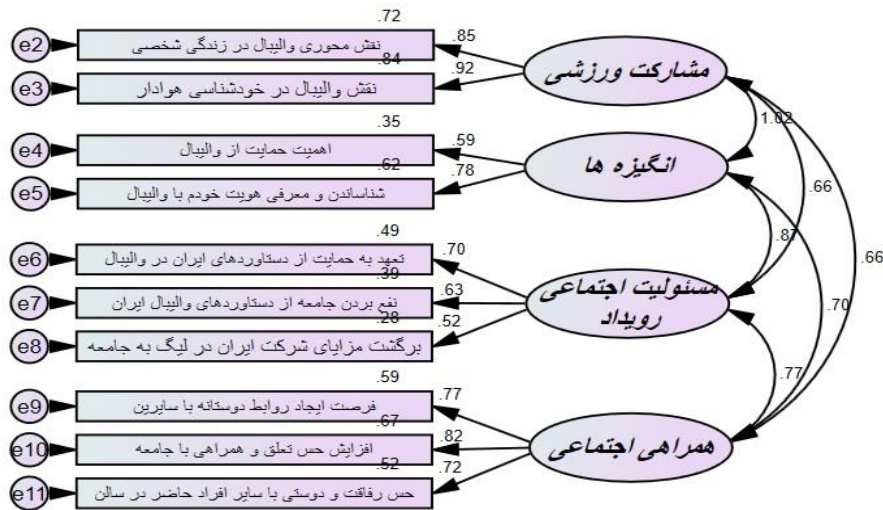 .72
e2 نقش محوری والیبال در زندگی شخصی .85
.84
e3 نقش والیبال در خودشناسی هوادار .92
مشارکت ورزشی
.35
e4 اهمیت حمایت از والیبال .59
.62
e5 شناساندن و معرفی هویت خودم با والیبال .78
انگیزه ها
1.02
.49
e6 تعهد به حمایت از دستاوردهای ایران در والیبال .70
.39
e7 نفع بردن جامعه از دستاوردهای والیبال ایران .63
.28
e8 برگشت مزایای شرکت ایران در لیگ به جامعه .52
مسئولیت اجتماعی
رویداد
.66
.87
.66
.70
.59
e9 فرصت ایجاد روابط دوستانه با سایرین .77
.67
e10 افزایش حس تعلق و همراهی با جامعه .82
.52
e11 حس رفاقت و دوستی با سایر افراد حاضر در سالن .72
همراهی اجتماعی
.77